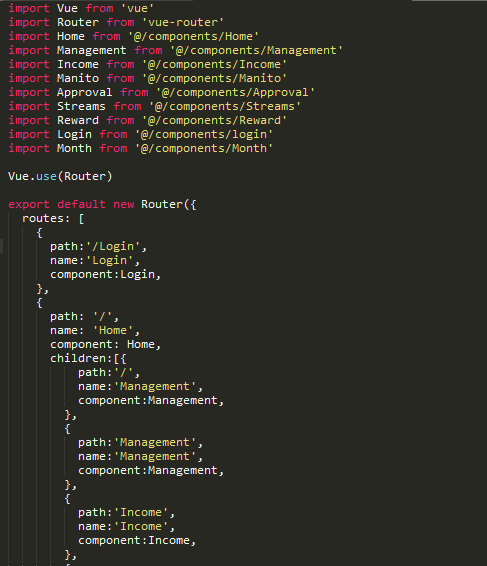 import Vue from 'vue'
import Router from 'vue-router'
import Home from '@/components/Home'
import Management from '@/components/Management'
import Income from '@/components/Income'
import Manito from '@/components/Manito'
import Approval from '@/components/Approval'
import Streams from '@/components/Streams'
import Reward from '@/components/Reward'
import Login from '@/components/login'
import Month from '@/components/Month'
Vue.use(Router)
export default new Router({
routes: [
{
path:'/Login',
name:'Login',
component:Login,
},
{
path: '/',
name: 'Home',
component: Home,
children:[{
path:'/',
name:'Management',
component:Management,
},
{
path:'Management',
name:'Management',
component:Management,
},
{
path:'Income',
name:'Income',
component:Income,
},